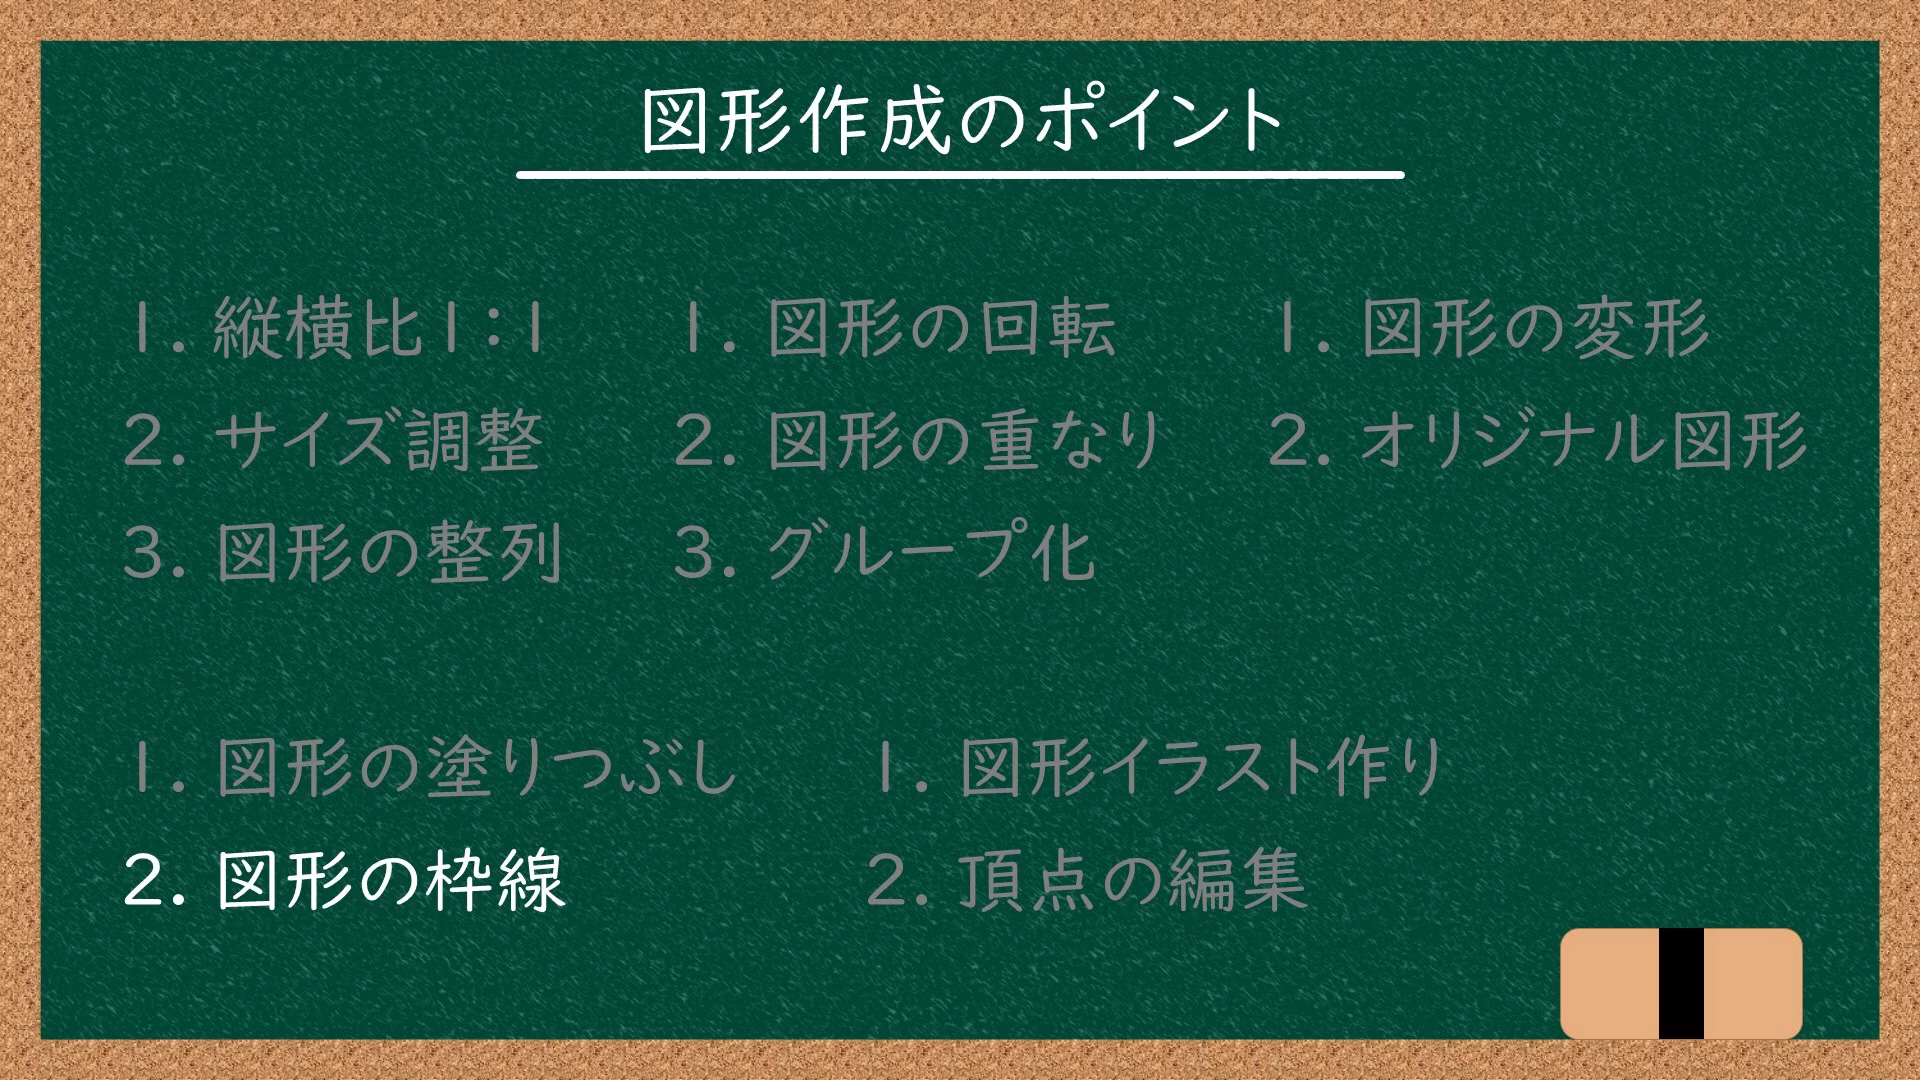 図形作成のポイント
1. 縦横比1:1
2. サイズ調整
3. 図形の整列
1. 図形の回転
2. 図形の重なり
3. グループ化
1. 図形の変形
2. オリジナル図形
1. 図形の塗りつぶし
2. 図形の枠線
1. 図形イラスト作り
2. 頂点の編集